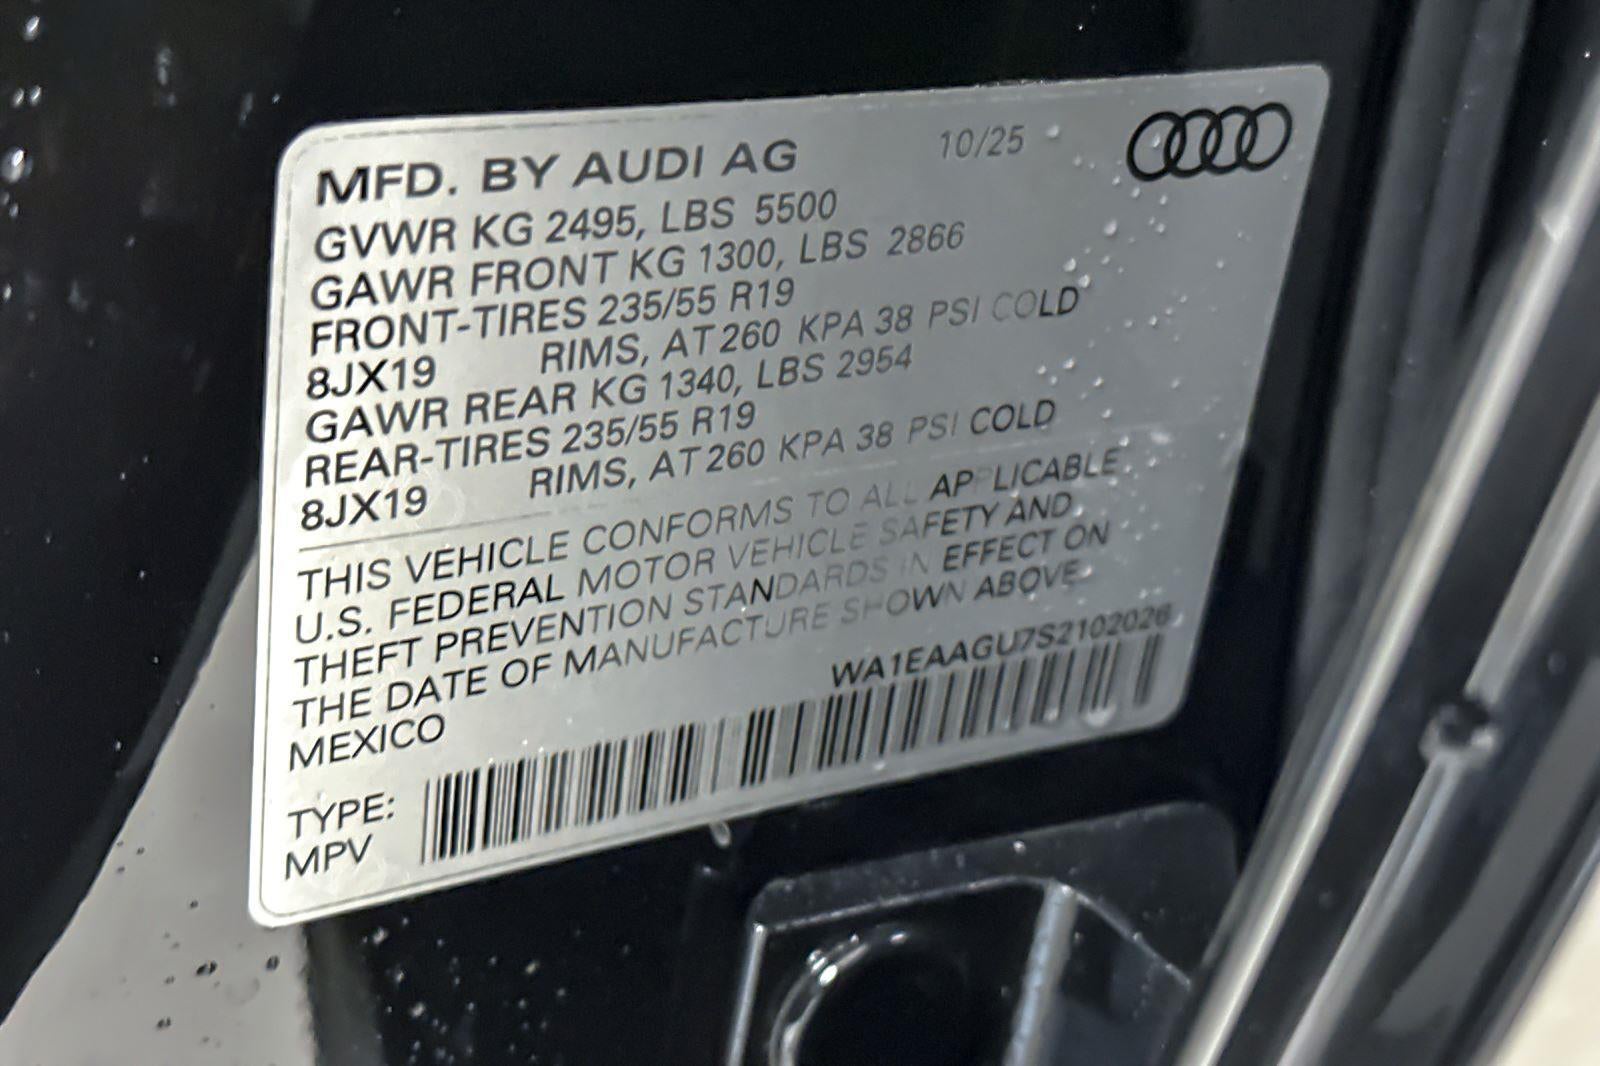 MFD. BY AUDI AG 10/25
GVWR KG 2495, LBS 5500
GAWR FRONT KG 1300, LBS 2866
FRONT-TIRES 235/55 R19
8JX19 RIMS, AT 260 KPA 38 PSI COLD
GAWR REAR KG 1340, LBS 2954
REAR-TIRES 235/55 R19
8JX19 RIMS, AT 260 KPA 38 PSI COLD
THIS VEHICLE CONFORMS TO ALL APPLICABLE
U.S. FEDERAL MOTOR VEHICLE SAFETY AND
THEFT PREVENTION STANDARDS IN EFFECT ON
THE DATE OF MANUFACTURE SHOWN ABOVE.
MEXICO
WA1EAAGU7S2102026
TYPE:
MPV